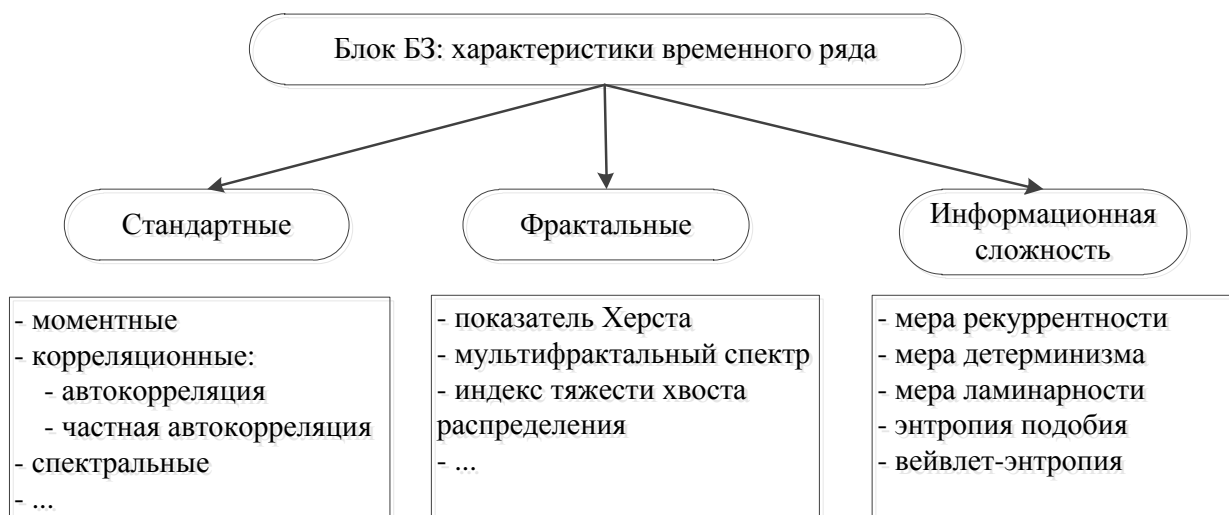 Блок БЗ: характеристики временного ряда
Стандартные
Фрактальные
Информационная
сложность
- моментные
- корреляционные:
- автокорреляция
- частная автокорреляция
- спектральные
- ...
- показатель Херста
- мультифрактальный спектр
- индекс тяжести хвоста
распределения
- ...
- мера рекуррентности
- мера детерминизма
- мера ламинарности
- энтропия подобия
- вейвлет-энтропия